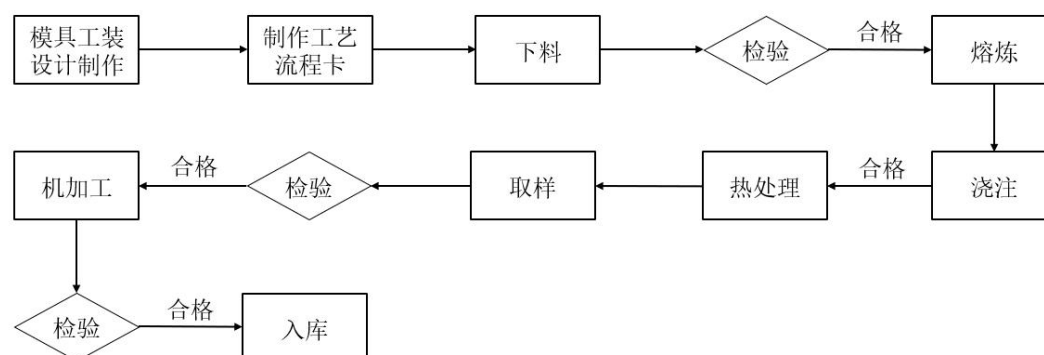 模具工装
设计制作
制作工艺
流程卡
下料
检验
合格
熔炼
浇注
合格
热处理
取样
检验
合格
机加工
检验
合格
入库